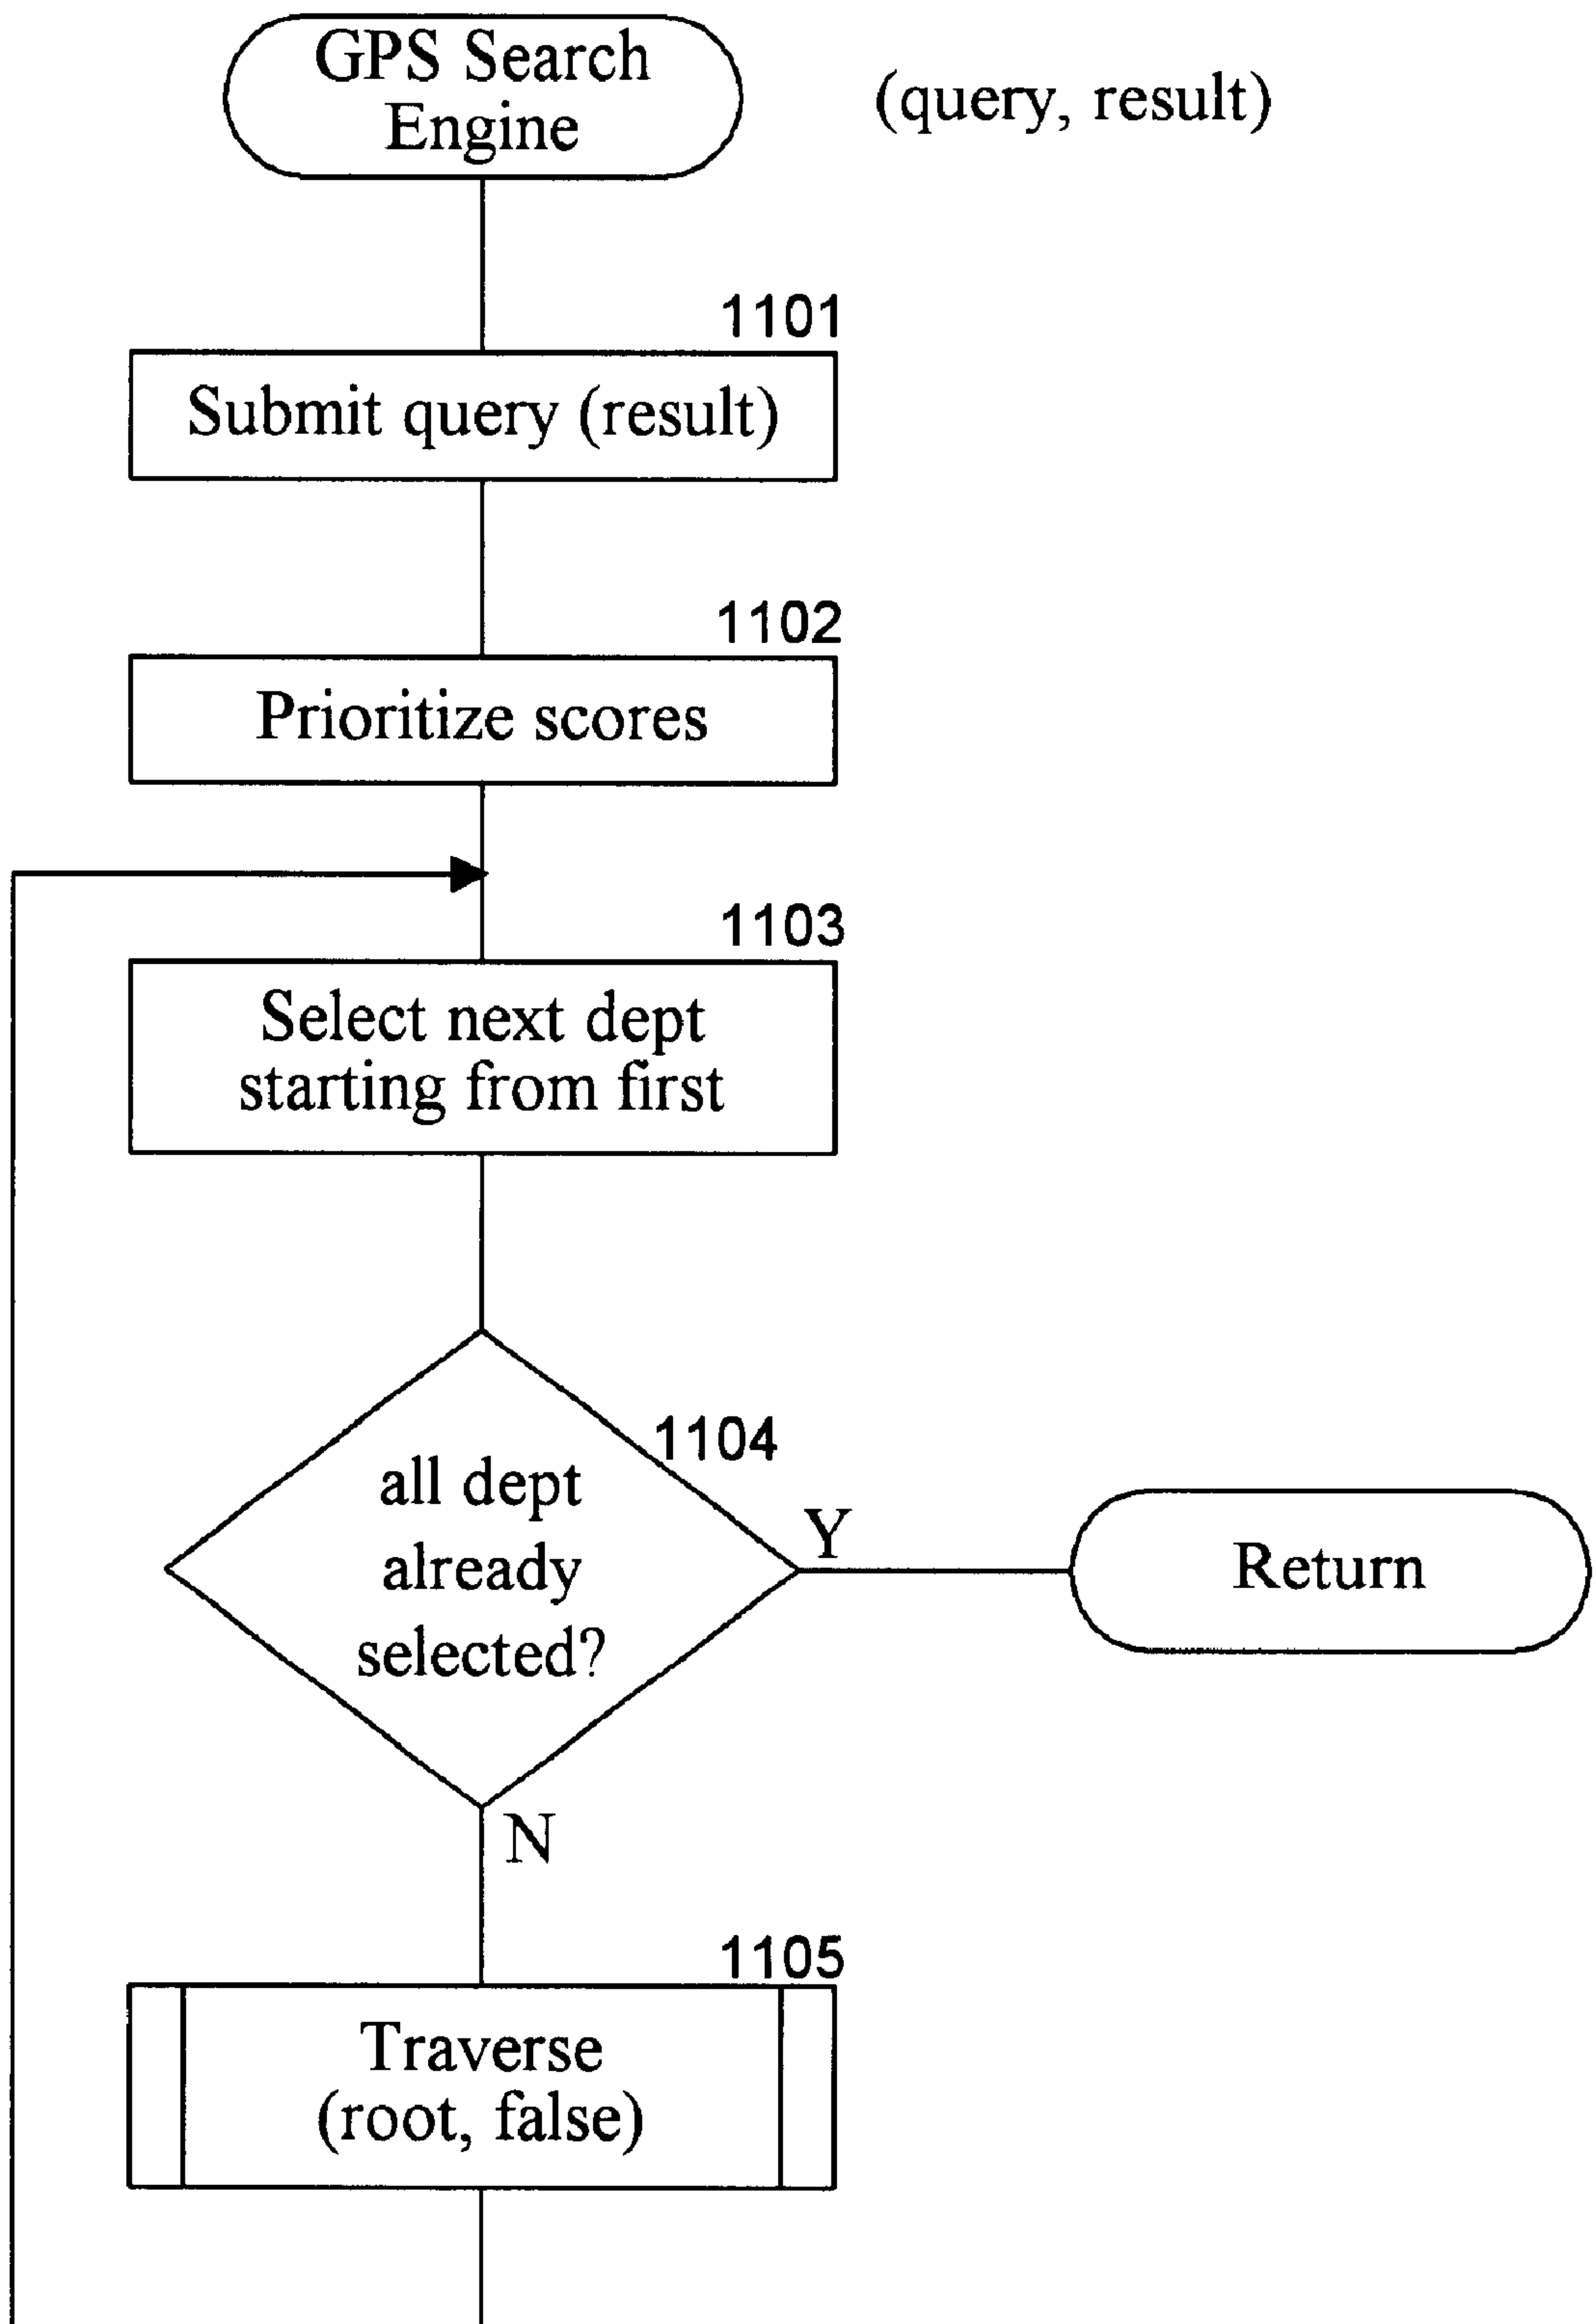 GPS Search
Engine
(query, result)
1101
Submit query (result)
1102
Prioritize scores
1103
Select next dept
starting from first
1104
all dept
already
selected?
Y
Return
N
1105
Traverse
(root, false)